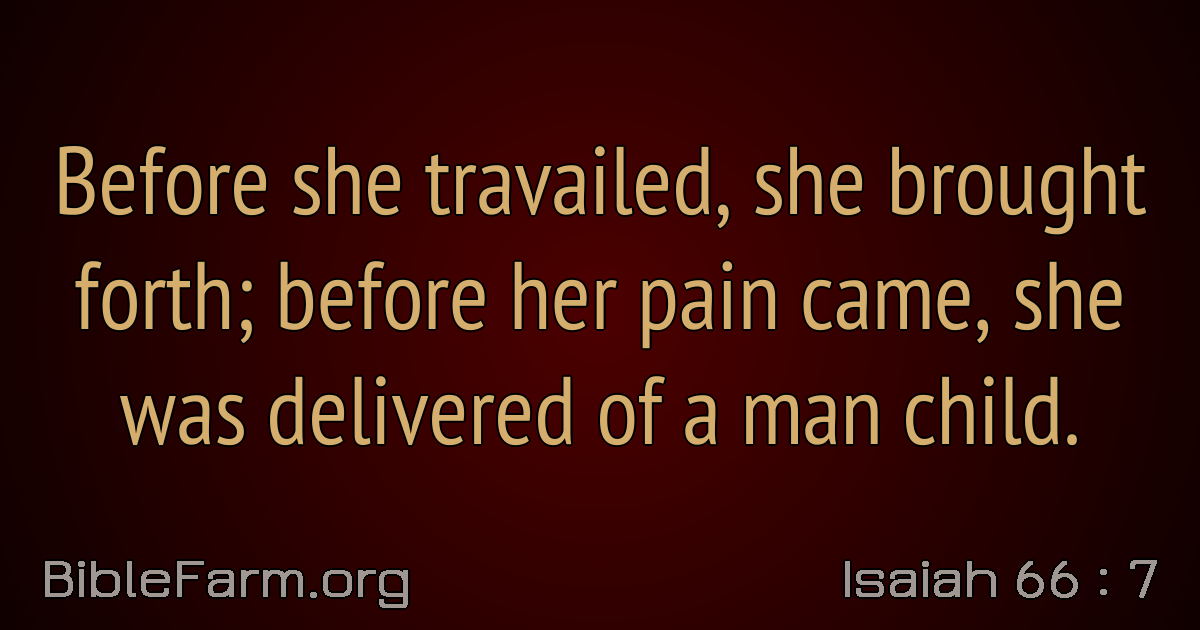 Before she travailed, she brought
forth; before her pain came, she
was delivered of a man child.
BibleFarm.org
Isaiah 66 : 7